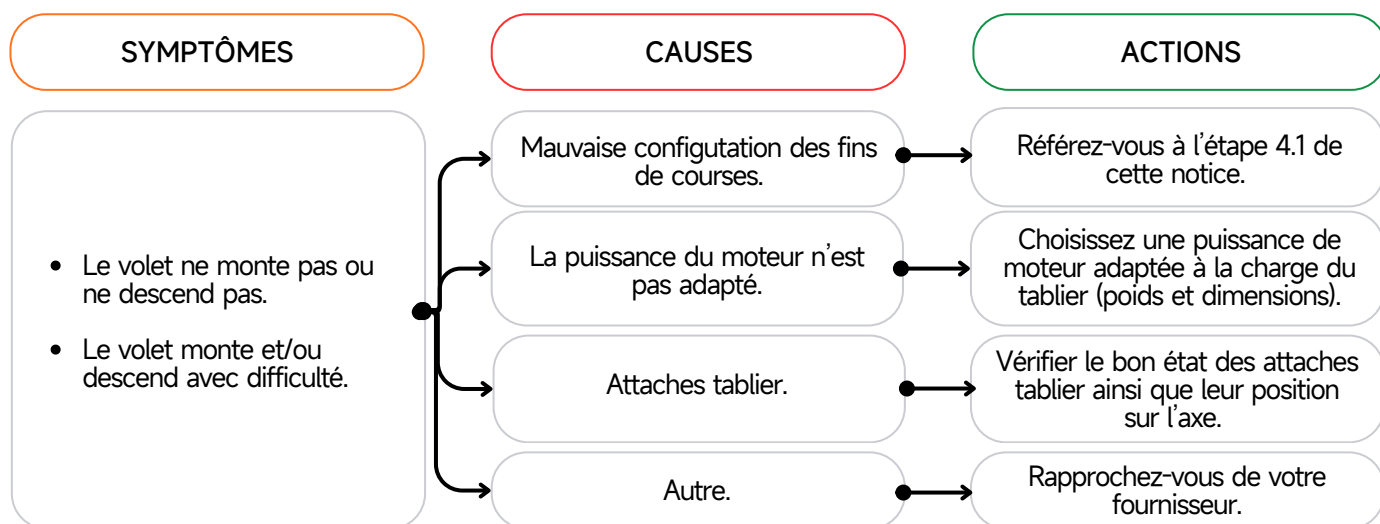 SYMPTÔMES
CAUSES
ACTIONS
• Le volet ne monte pas ou
ne descend pas.
• Le volet monte et/ou
descend avec difficulté.
Mauvaise configutation des fins
de courses.
Référez-vous à l'étape 4.1 de
cette notice.
La puissance du moteur n'est
pas adapté.
Choisissez une puissance de
moteur adaptée à la charge du
tablier (poids et dimensions).
Attaches tablier.
Vérifier le bon état des attaches
tablier ainsi que leur position
sur l'axe.
Autre.
Rapprochez-vous de votre
fournisseur.